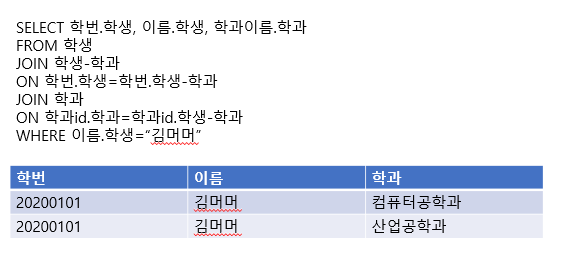 SELECT 학번.학생, 이름.학생, 학과이름.학과
FROM 학생
JOIN 학생-학과
ON 학번.학생=학번.학생-학과
JOIN 학과
ON 학과id.학과=학과id.학생-학과
WHERE 이름.학생=“김머머”
학번 이름 학과
20200101 김머머 컴퓨터공학과
20200101 김머머 산업공학과